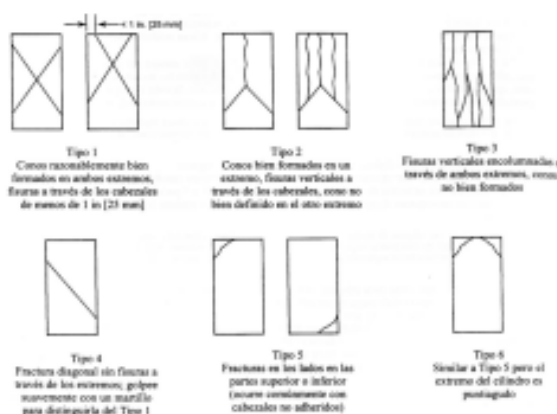 < 1 in. [25 mm]
Tipo 1
Conos razonablemente bien
formados en ambos extremos,
fisuras a través de los cabezales
de menos de 1 in [25 mm]
Tipo 2
Conos bien formados en un
extremo, fisuras verticales a
través de los cabezales, cono no
bien definido en el otro extremo
Tipo 3
Fisuras verticales encolumnadas a
través de ambos extremos, conos
no bien formados
Tipo 4
Fractura diagonal sin fisuras a
través de los extremos; golpee
suavemente con un martillo
para distinguirla del Tipo 1
Tipo 5
Fracturas en los lados en las
partes superior o inferior
(ocurre comúnmente con
cabezales no adheridos)
Tipo 6
Similar a Tipo 5 pero el
extremo del cilindro es
puntiagudo